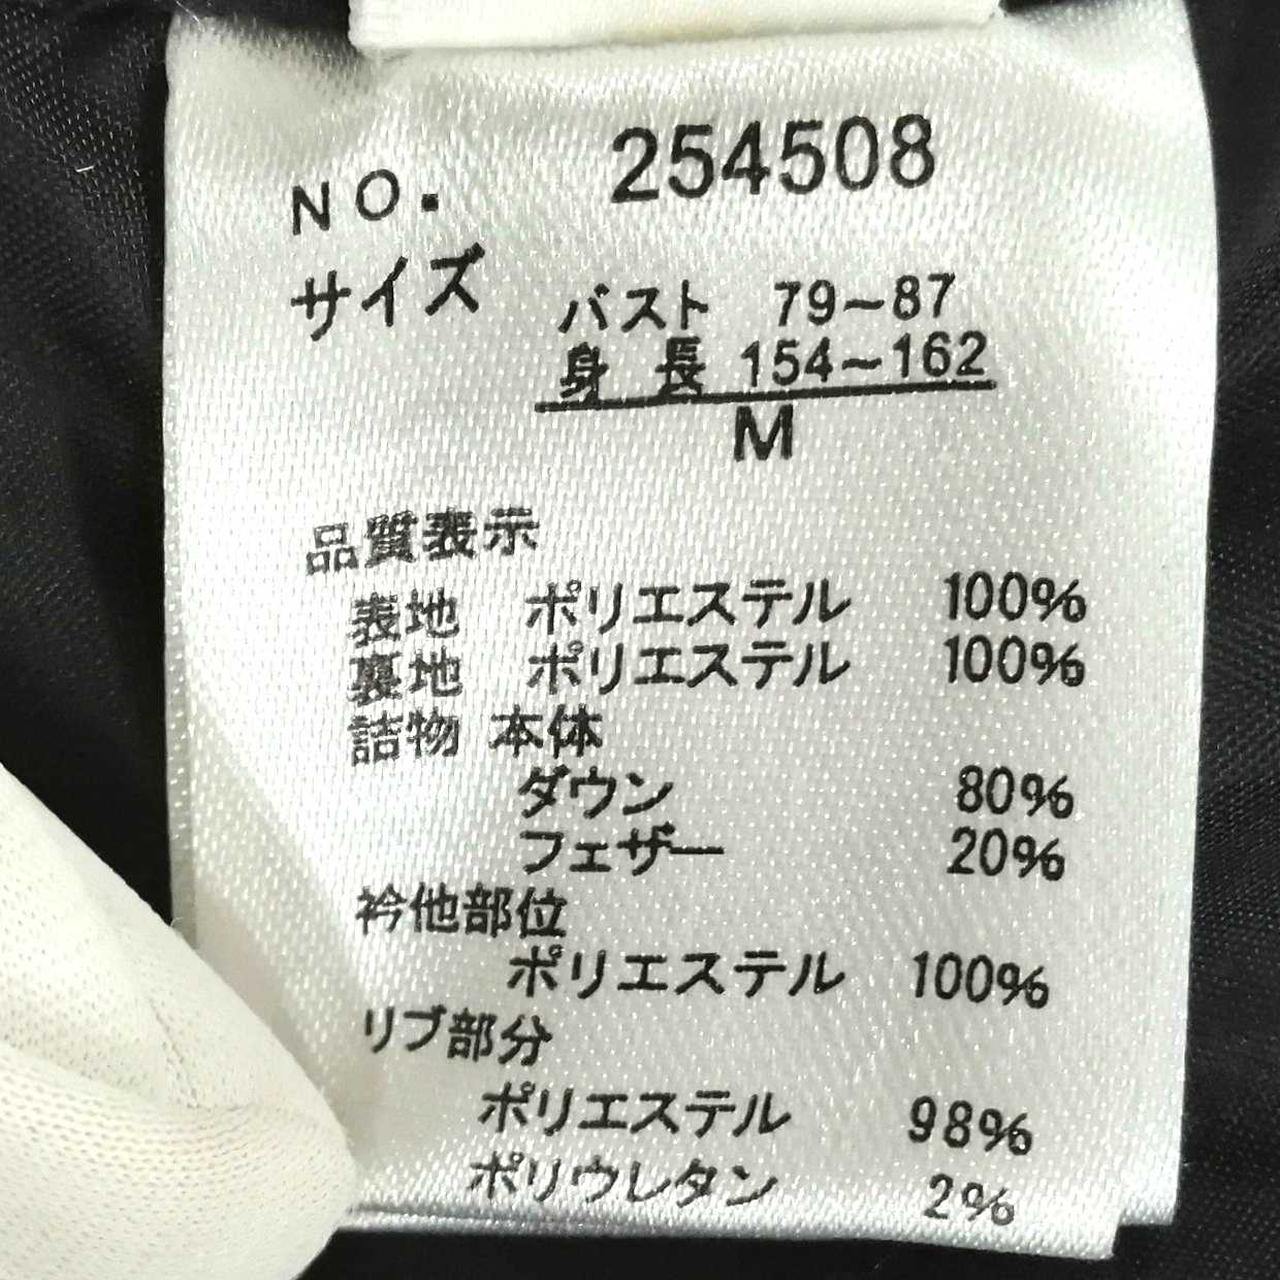 NO. 254508
サイズ バスト 79~87
身長 154~162
M
品質表示
表地 ポリエステル 100%
裏地 ポリエステル 100%
詰物 本体
ダウン 80%
フェザー 20%
衿他部位
ポリエステル 100%
リブ部分
ポリエステル 98%
ポリウレタン 2%